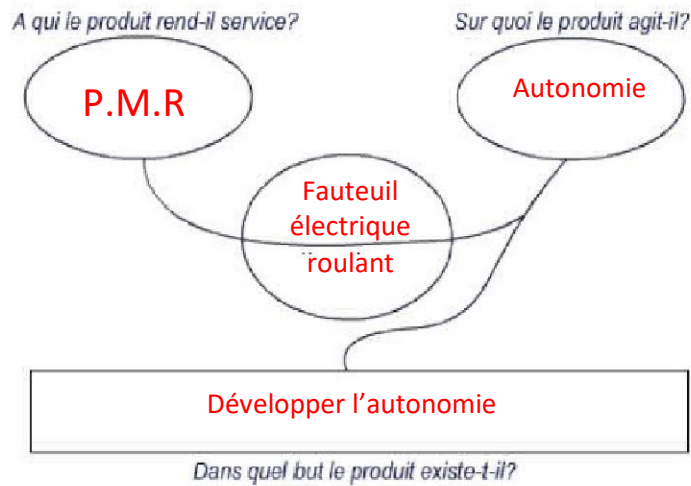 A qui le produit rend-il service?
Sur quoi le produit agit-il?
P.M.R
Autonomie
Fauteuil
électrique
roulant
Développer l’autonomie
Dans quel but le produit existe-t-il?